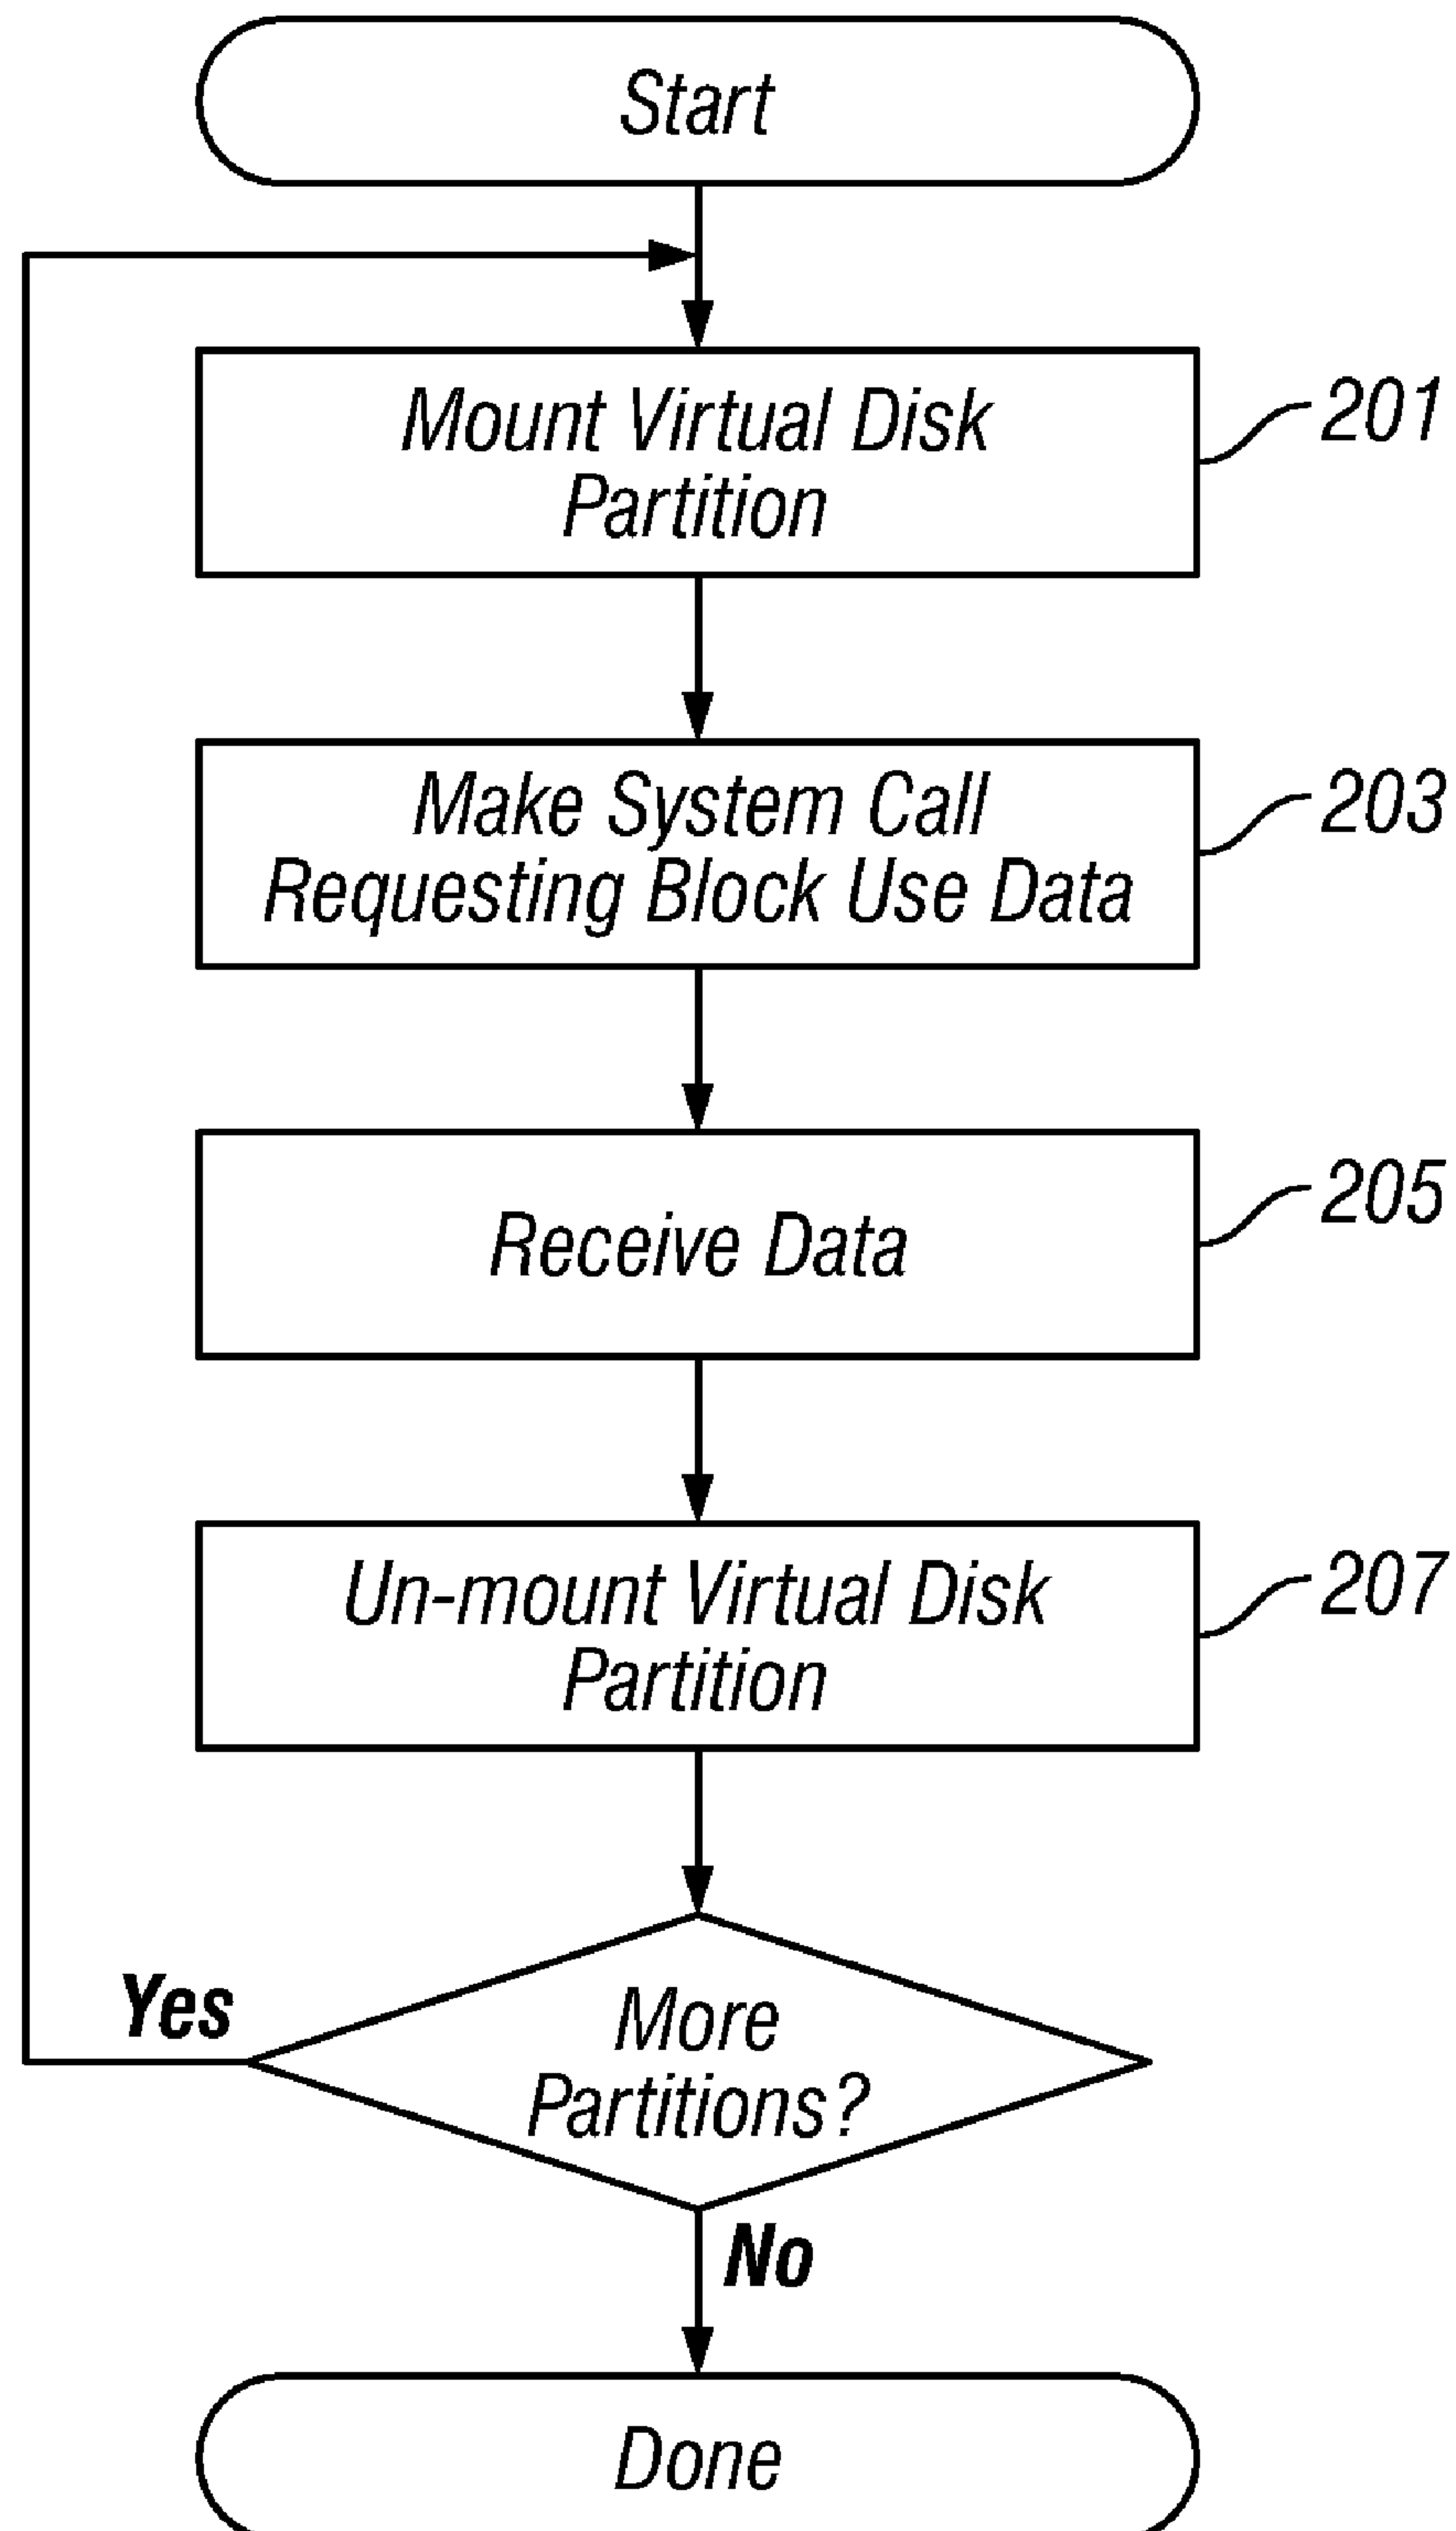 Start
Mount Virtual Disk
Partition
201
Make System Call
Requesting Block Use Data
203
Receive Data
205
Un-mount Virtual Disk
Partition
207
Yes
More
Partitions?
No
Done